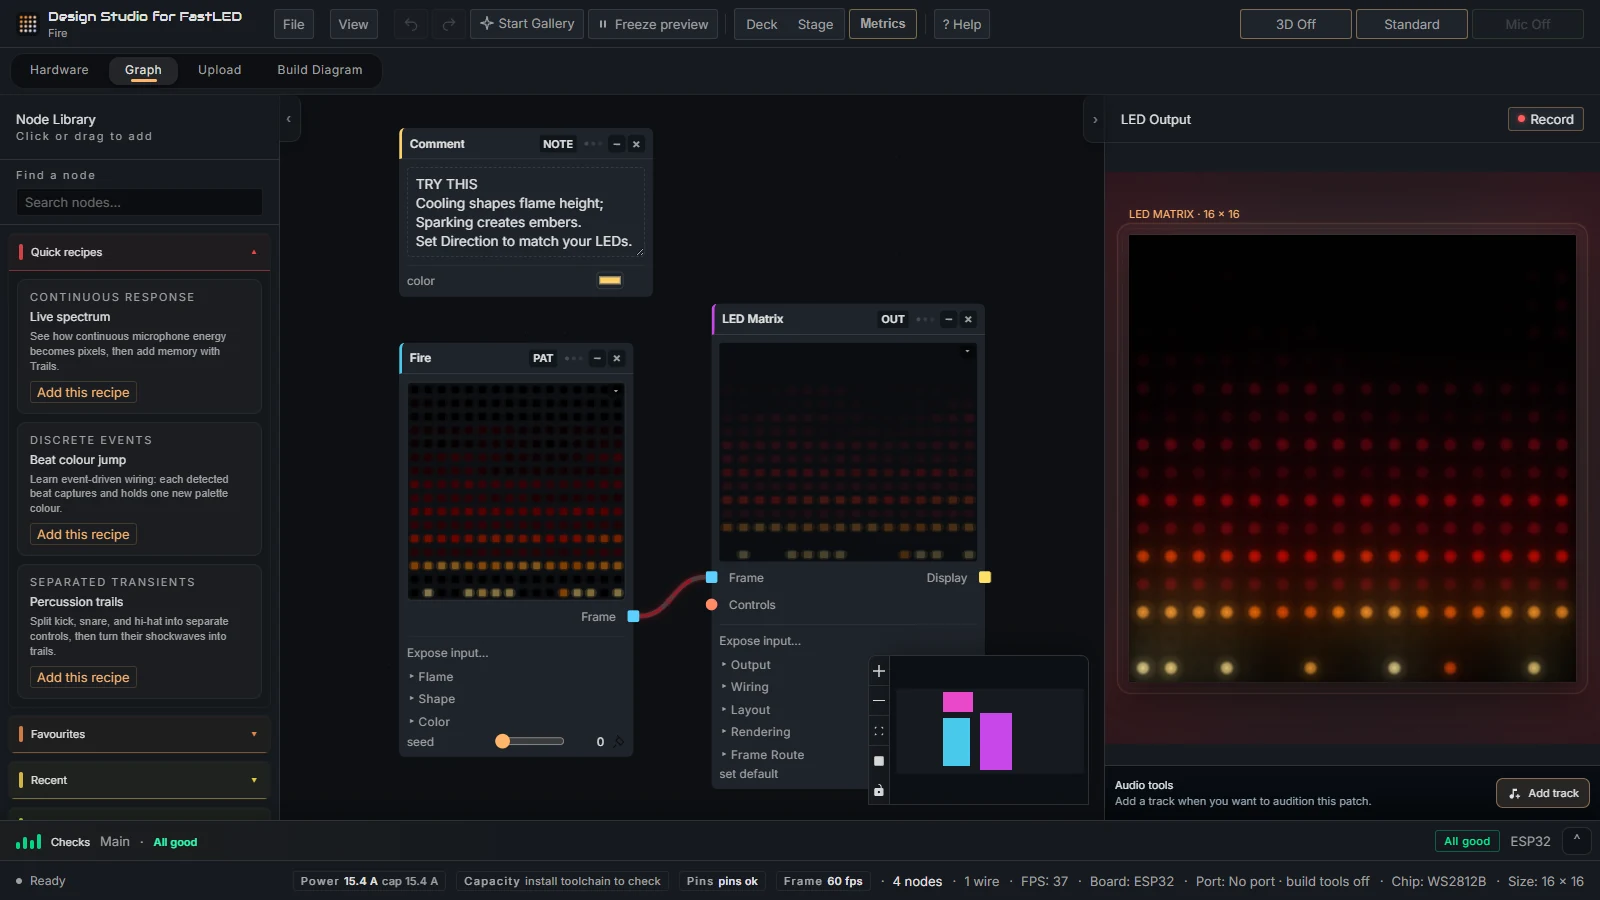 Design Studio for FastLED
Fire
File
View
Start Gallery
Freeze preview
Deck
Stage
Metrics
? Help
3D Off
Standard
Mic Off
Hardware
Graph
Upload
Build Diagram
Node Library
Click or drag to add
Find a node
Search nodes...
Quick recipes
CONTINUOUS RESPONSE
Live spectrum
See how continuous microphone energy
becomes pixels, then add memory with
Trails.
Add this recipe
DISCRETE EVENTS
Beat colour jump
Learn event-driven wiring: each detected
beat captures and holds one new palette
colour.
Add this recipe
SEPARATED TRANSIENTS
Percussion trails
Split kick, snare, and hi-hat into separate
controls, then turn their shockwaves into
trails.
Add this recipe
Favourites
Recent
Comment
NOTE
TRY THIS
Cooling shapes flame height;
Sparking creates embers.
Set Direction to match your LEDs.
color
Fire
PAT
Frame
Expose input...
Flame
Shape
Color
seed
0
LED Matrix
OUT
Frame
Display
Controls
Expose input...
Output
Wiring
Layout
Rendering
Frame Route
set default
LED Output
Record
LED MATRIX · 16 × 16
Audio tools
Add a track when you want to audition this patch.
Add track
Checks Main · All good
All good
ESP32
Ready
Power 15.4 A cap 15.4 A
Capacity install toolchain to check
Pins pins ok
Frame 60 fps
· 4 nodes · 1 wire · FPS: 37 · Board: ESP32 · Port: No port · build tools off · Chip: WS2812B · Size: 16 × 16